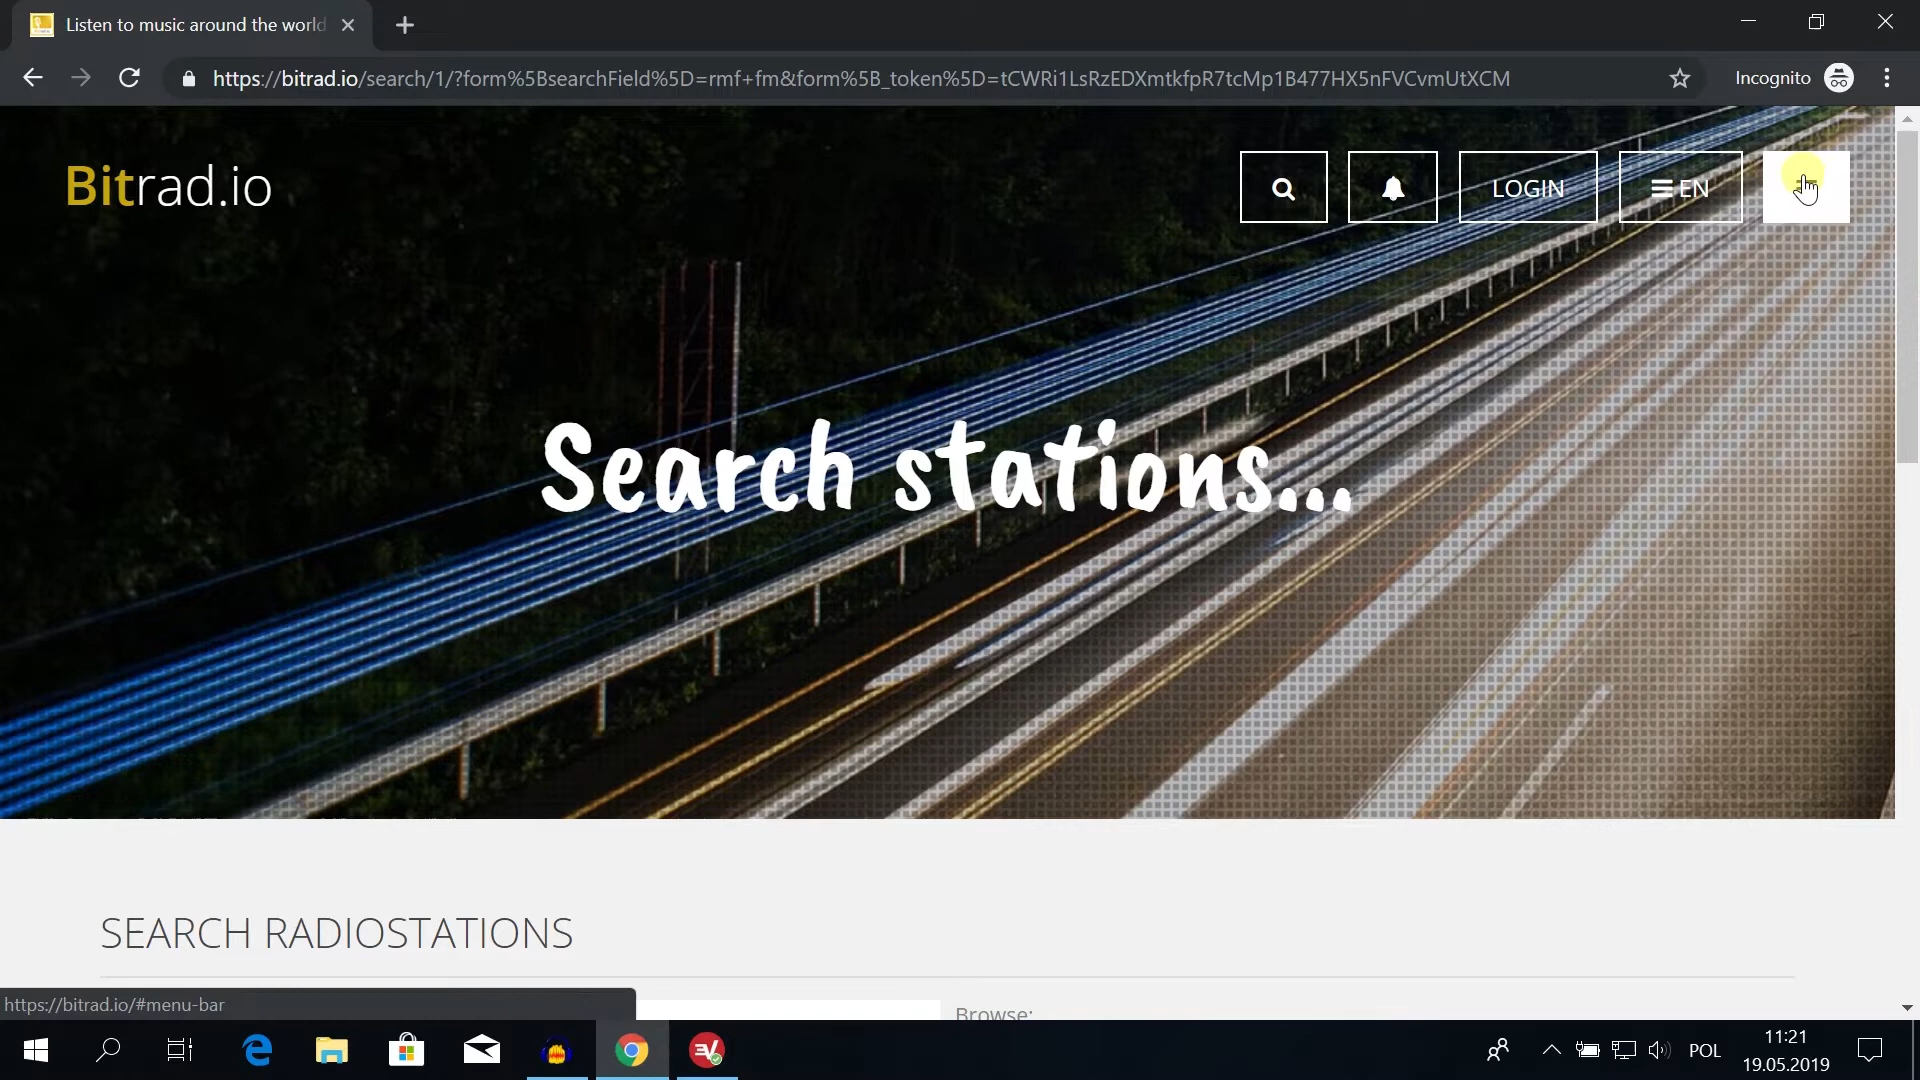 Listen to music around the world
https://bitrad.io/search/1/?form%5BsearchField%5D=rmf+fm&form%5B_token%5D=tCWRi1LsRzEDXmtkfpR7tcMp1B477HX5nFVCvmUtXCM
Incognito
Bitrad.io
LOGIN
EN
Search stations...
SEARCH RADIOSTATIONS
Browse:
https://bitrad.io/#menu-bar
POL
11:21
19.05.2019